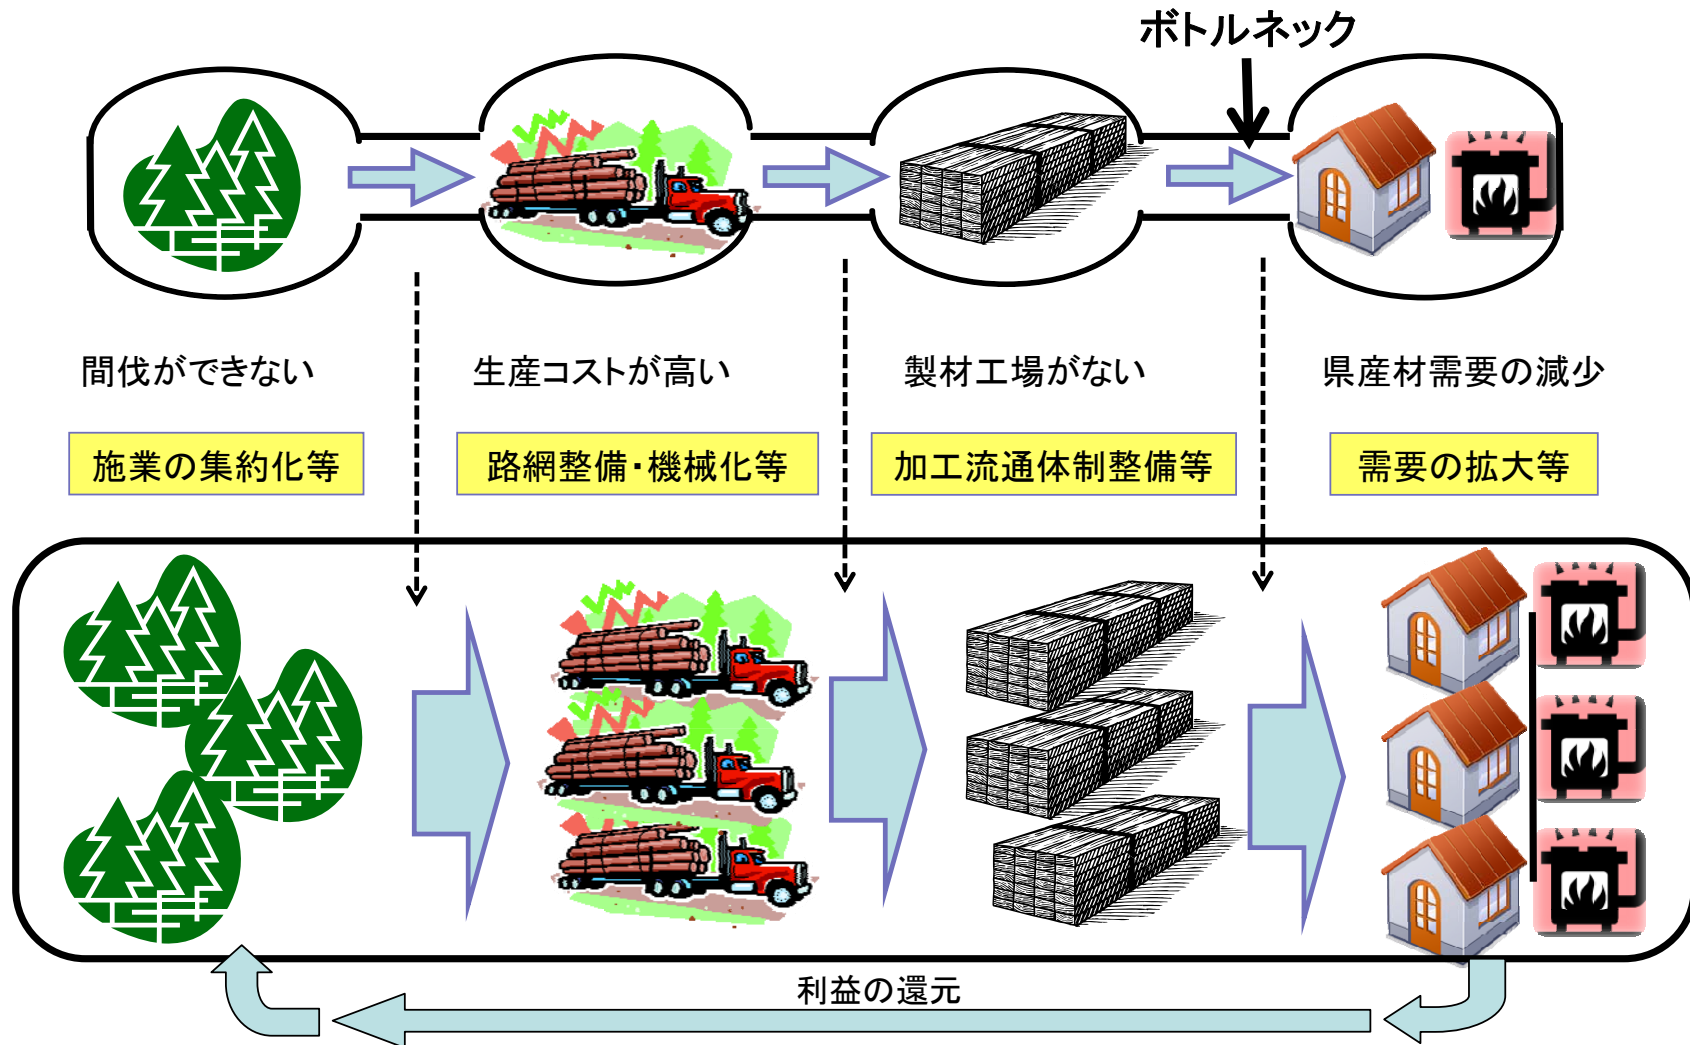 ボトルネック
間伐ができない
生産コストが高い
製材工場がない
県産材需要の減少
施業の集約化等
路網整備・機械化等
加工流通体制整備等
需要の拡大等
利益の還元